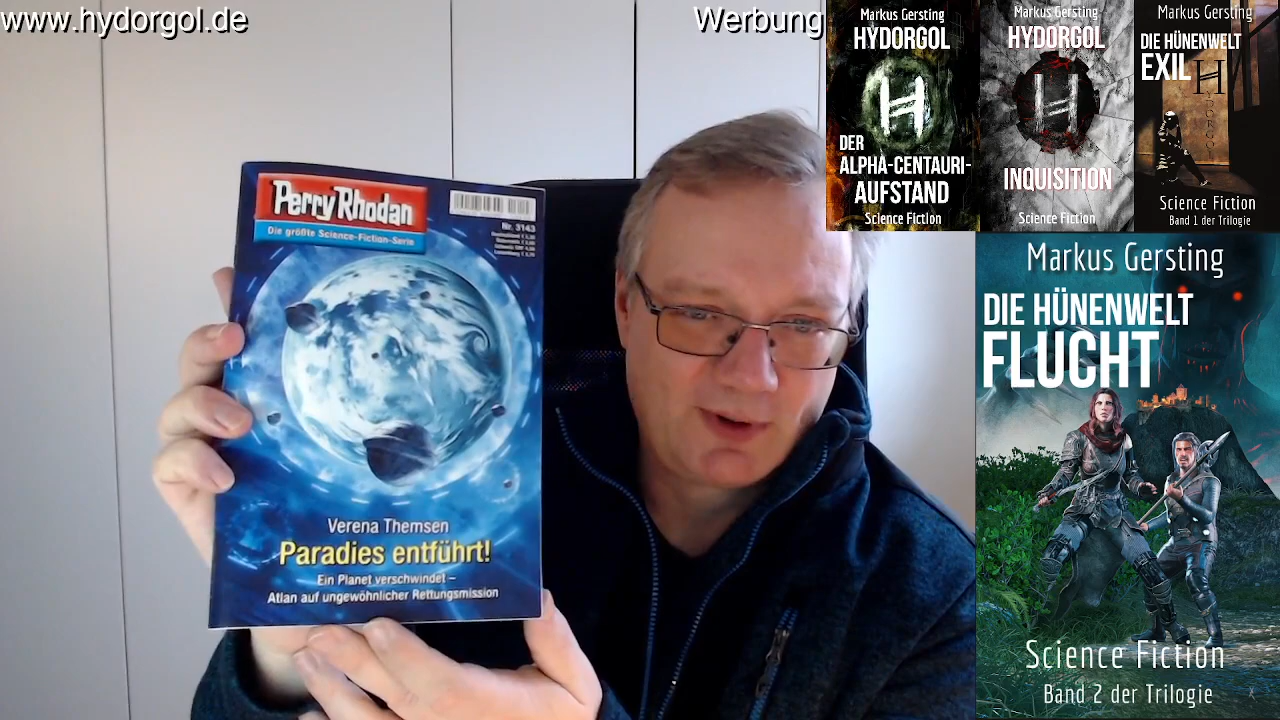 www.hydorgol.de
Werbung
Perry Rhodan
Die größte Science-Fiction-Serie
Nr. 3143
Verena Themsen
Paradies entführt!
Ein Planet verschwindet –
Atlan auf ungewöhnlicher Rettungsmission
Markus Gersting
HYDORGOL
H
DER
ALPHA-CENTAURI-
AUFSTAND
Science Fiction
Markus Gersting
HYDORGOL
H
INQUISITION
Science Fiction
Markus Gersting
DIE HÜNENWELT
EXIL
HYDORGOL
Science Fiction
Band 1 der Trilogie
Markus Gersting
DIE HÜNENWELT
FLUCHT
Science Fiction
Band 2 der Trilogie